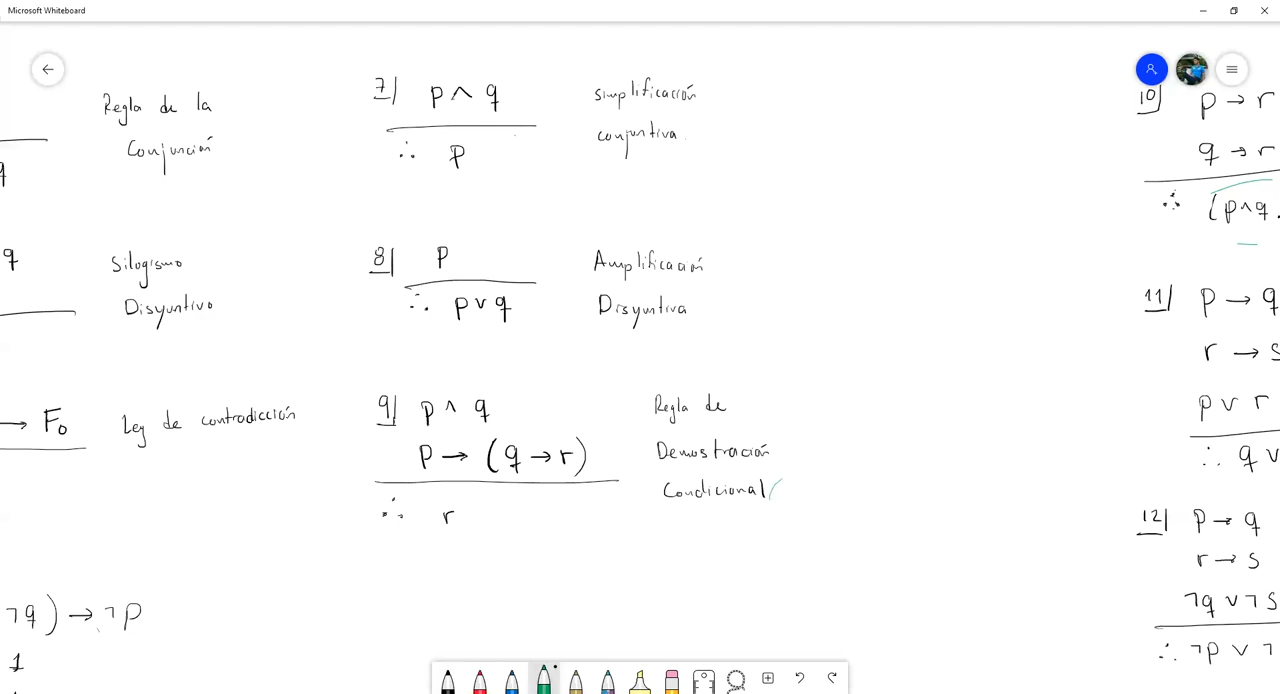 Microsoft Whiteboard
Regla de la
Conjunción
q
q
Silogismo
Disyuntivo
→ F₀
Ley de contradicción
¬q) → ¬p
1
7| p ∧ q
∴ p
simplificación
conjuntiva.
8| p
∴ p ∨ q
Amplificación
Disyuntiva
9| p ∧ q
p → (q → r)
∴ r
Regla de
Demostración
Condicional
10| p → r
q → r
∴ (p ∧ q
11| p → q
r → s
p ∨ r
∴ q ∨
12| p → q
r → s
¬q ∨ ¬s
∴ ¬p ∨ ¬